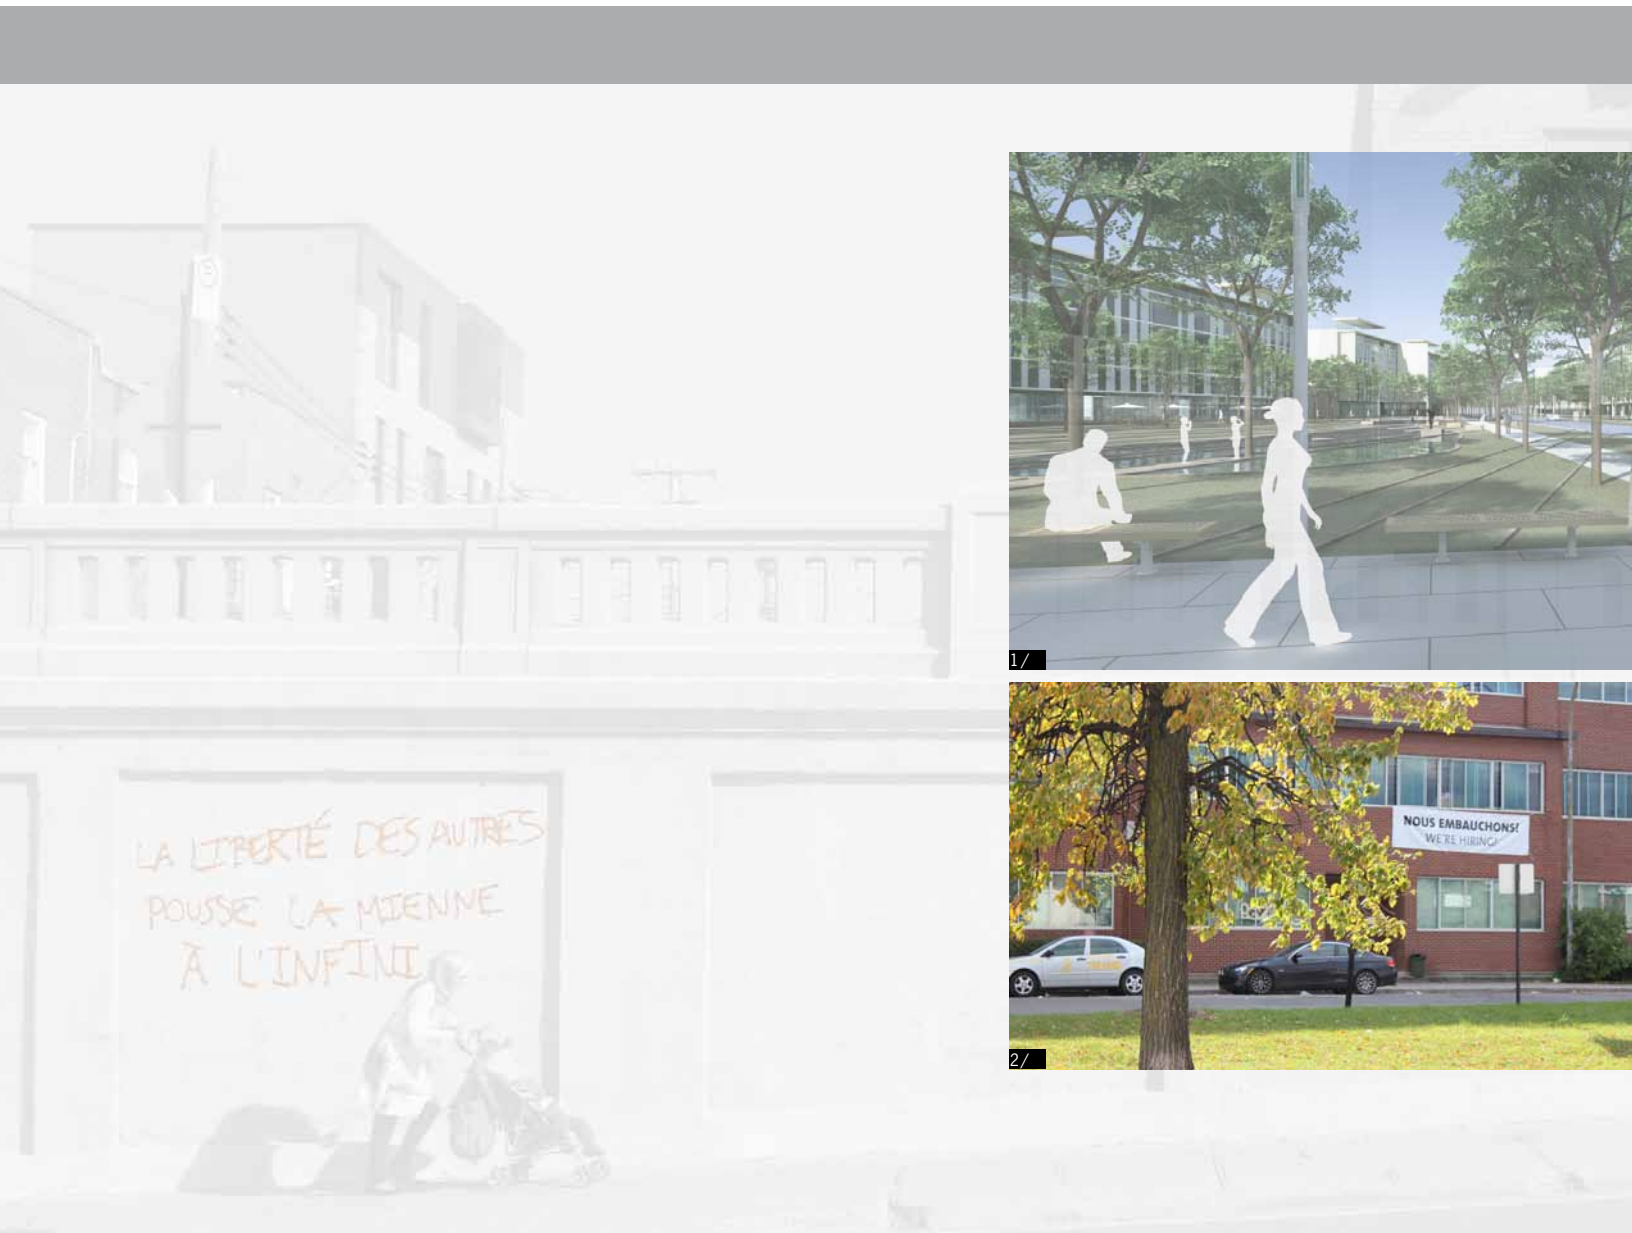 LA LIBERTÉ DES AUTRES
POUSSE LA MIENNE
À L'INFINI
1/
NOUS EMBAUCHONS!
WE'RE HIRING!
2/